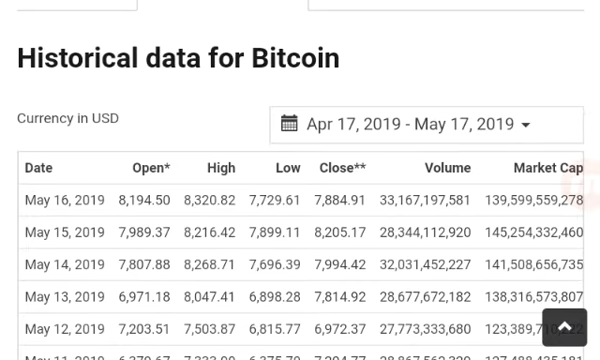 Historical data for Bitcoin
Currency in USD
Apr 17, 2019 - May 17, 2019
Date Open* High Low Close** Volume Market Cap
May 16, 2019 8,194.50 8,320.82 7,729.61 7,884.91 33,167,197,581 139,599,559,278
May 15, 2019 7,989.37 8,216.42 7,899.11 8,205.17 28,344,112,920 145,254,332,460
May 14, 2019 7,807.88 8,268.71 7,696.39 7,994.42 32,031,452,227 141,508,656,735
May 13, 2019 6,971.18 8,047.41 6,898.28 7,814.92 28,677,672,182 138,316,573,807
May 12, 2019 7,203.51 7,503.87 6,815.77 6,972.37 27,773,333,680